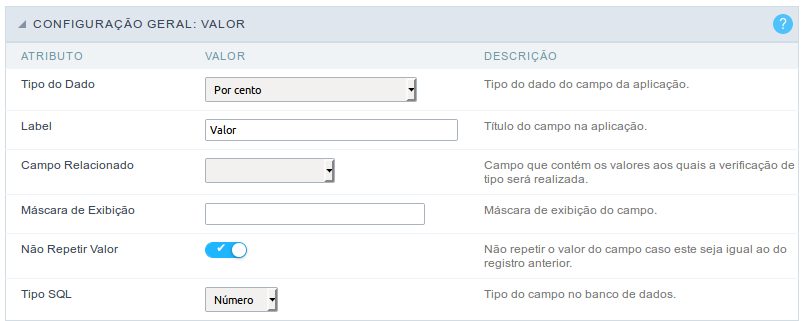 CONFIGURAÇÃO GERAL: VALOR
?
ATRIBUTO VALOR DESCRIÇÃO
Tipo do Dado Por cento Tipo do dado do campo da aplicação.
Label Valor Título do campo na aplicação.
Campo Relacionado Campo que contém os valores aos quais a verificação de
tipo será realizada.
Máscara de Exibição Máscara de exibição do campo.
Não Repetir Valor Não repetir o valor do campo caso este seja igual ao do
registro anterior.
Tipo SQL Número Tipo do campo no banco de dados.